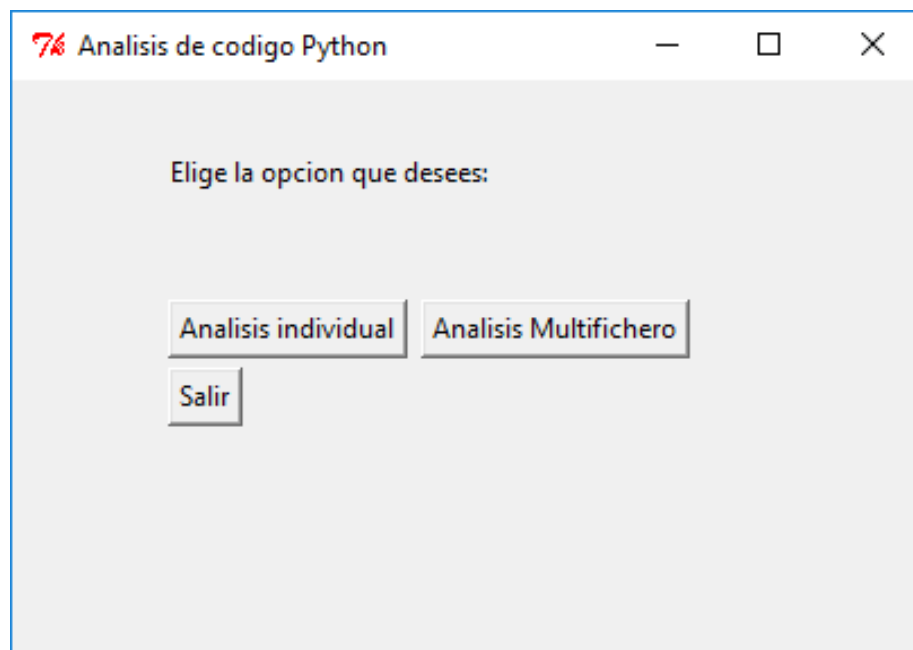 Analisis de codigo Python
Elige la opcion que desees:
Analisis individual Analisis Multifichero
Salir